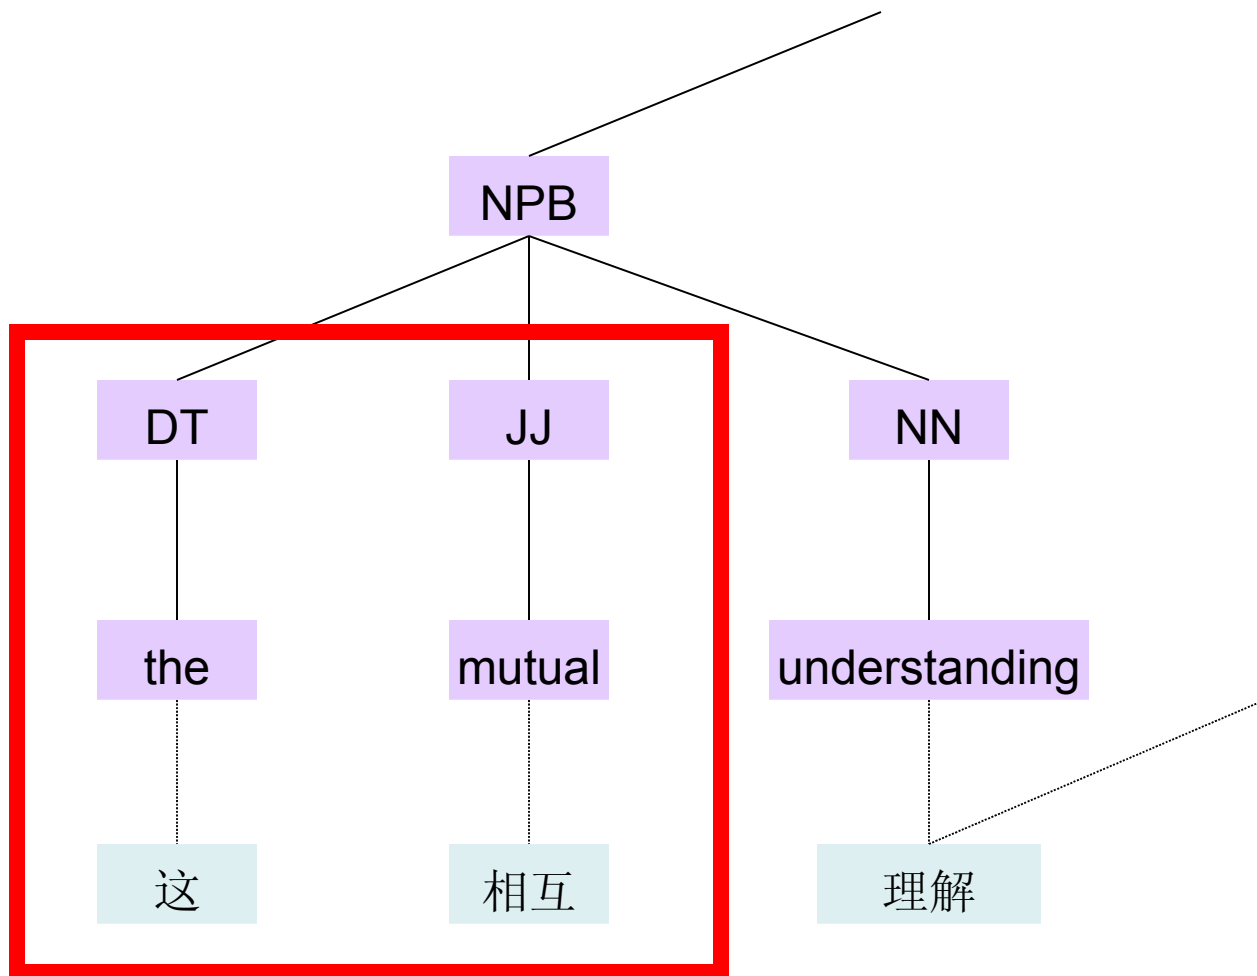 NPB
DT JJ NN
the mutual understanding
这 相互 理解